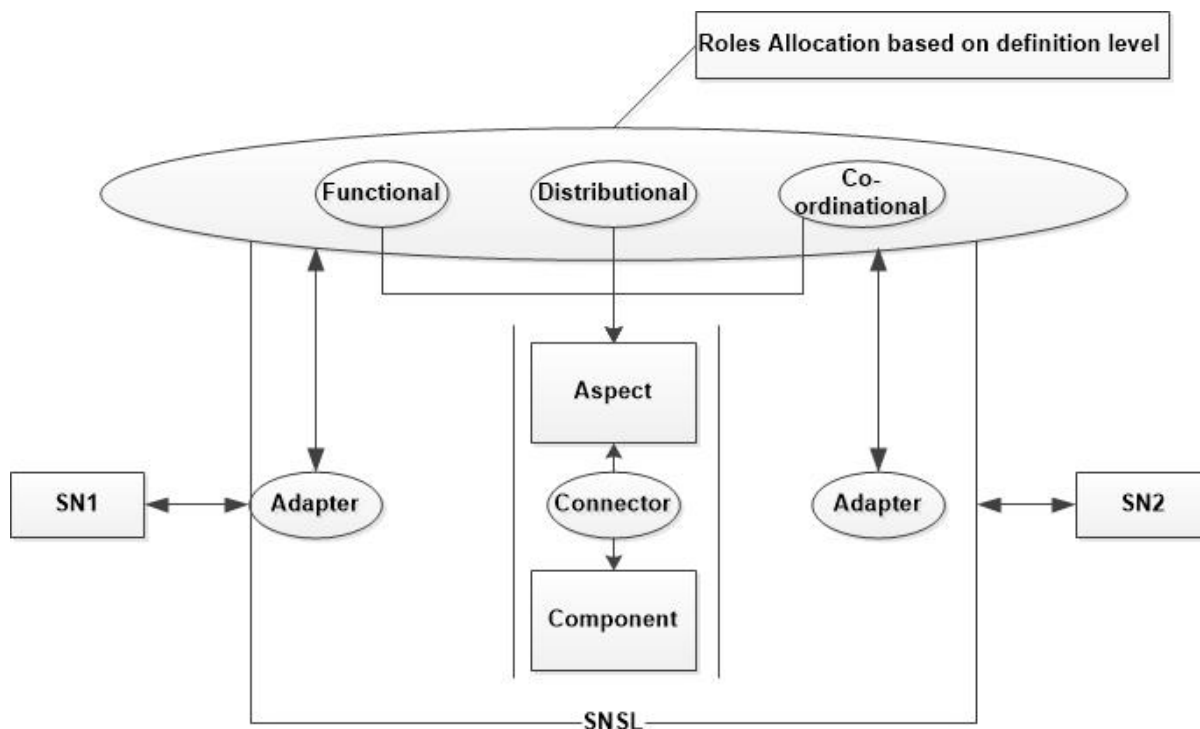 Roles Allocation based on definition level
Functional
Distributional
Co-
ordinational
Aspect
SN1
Adapter
Connector
Adapter
SN2
Component
SNSL